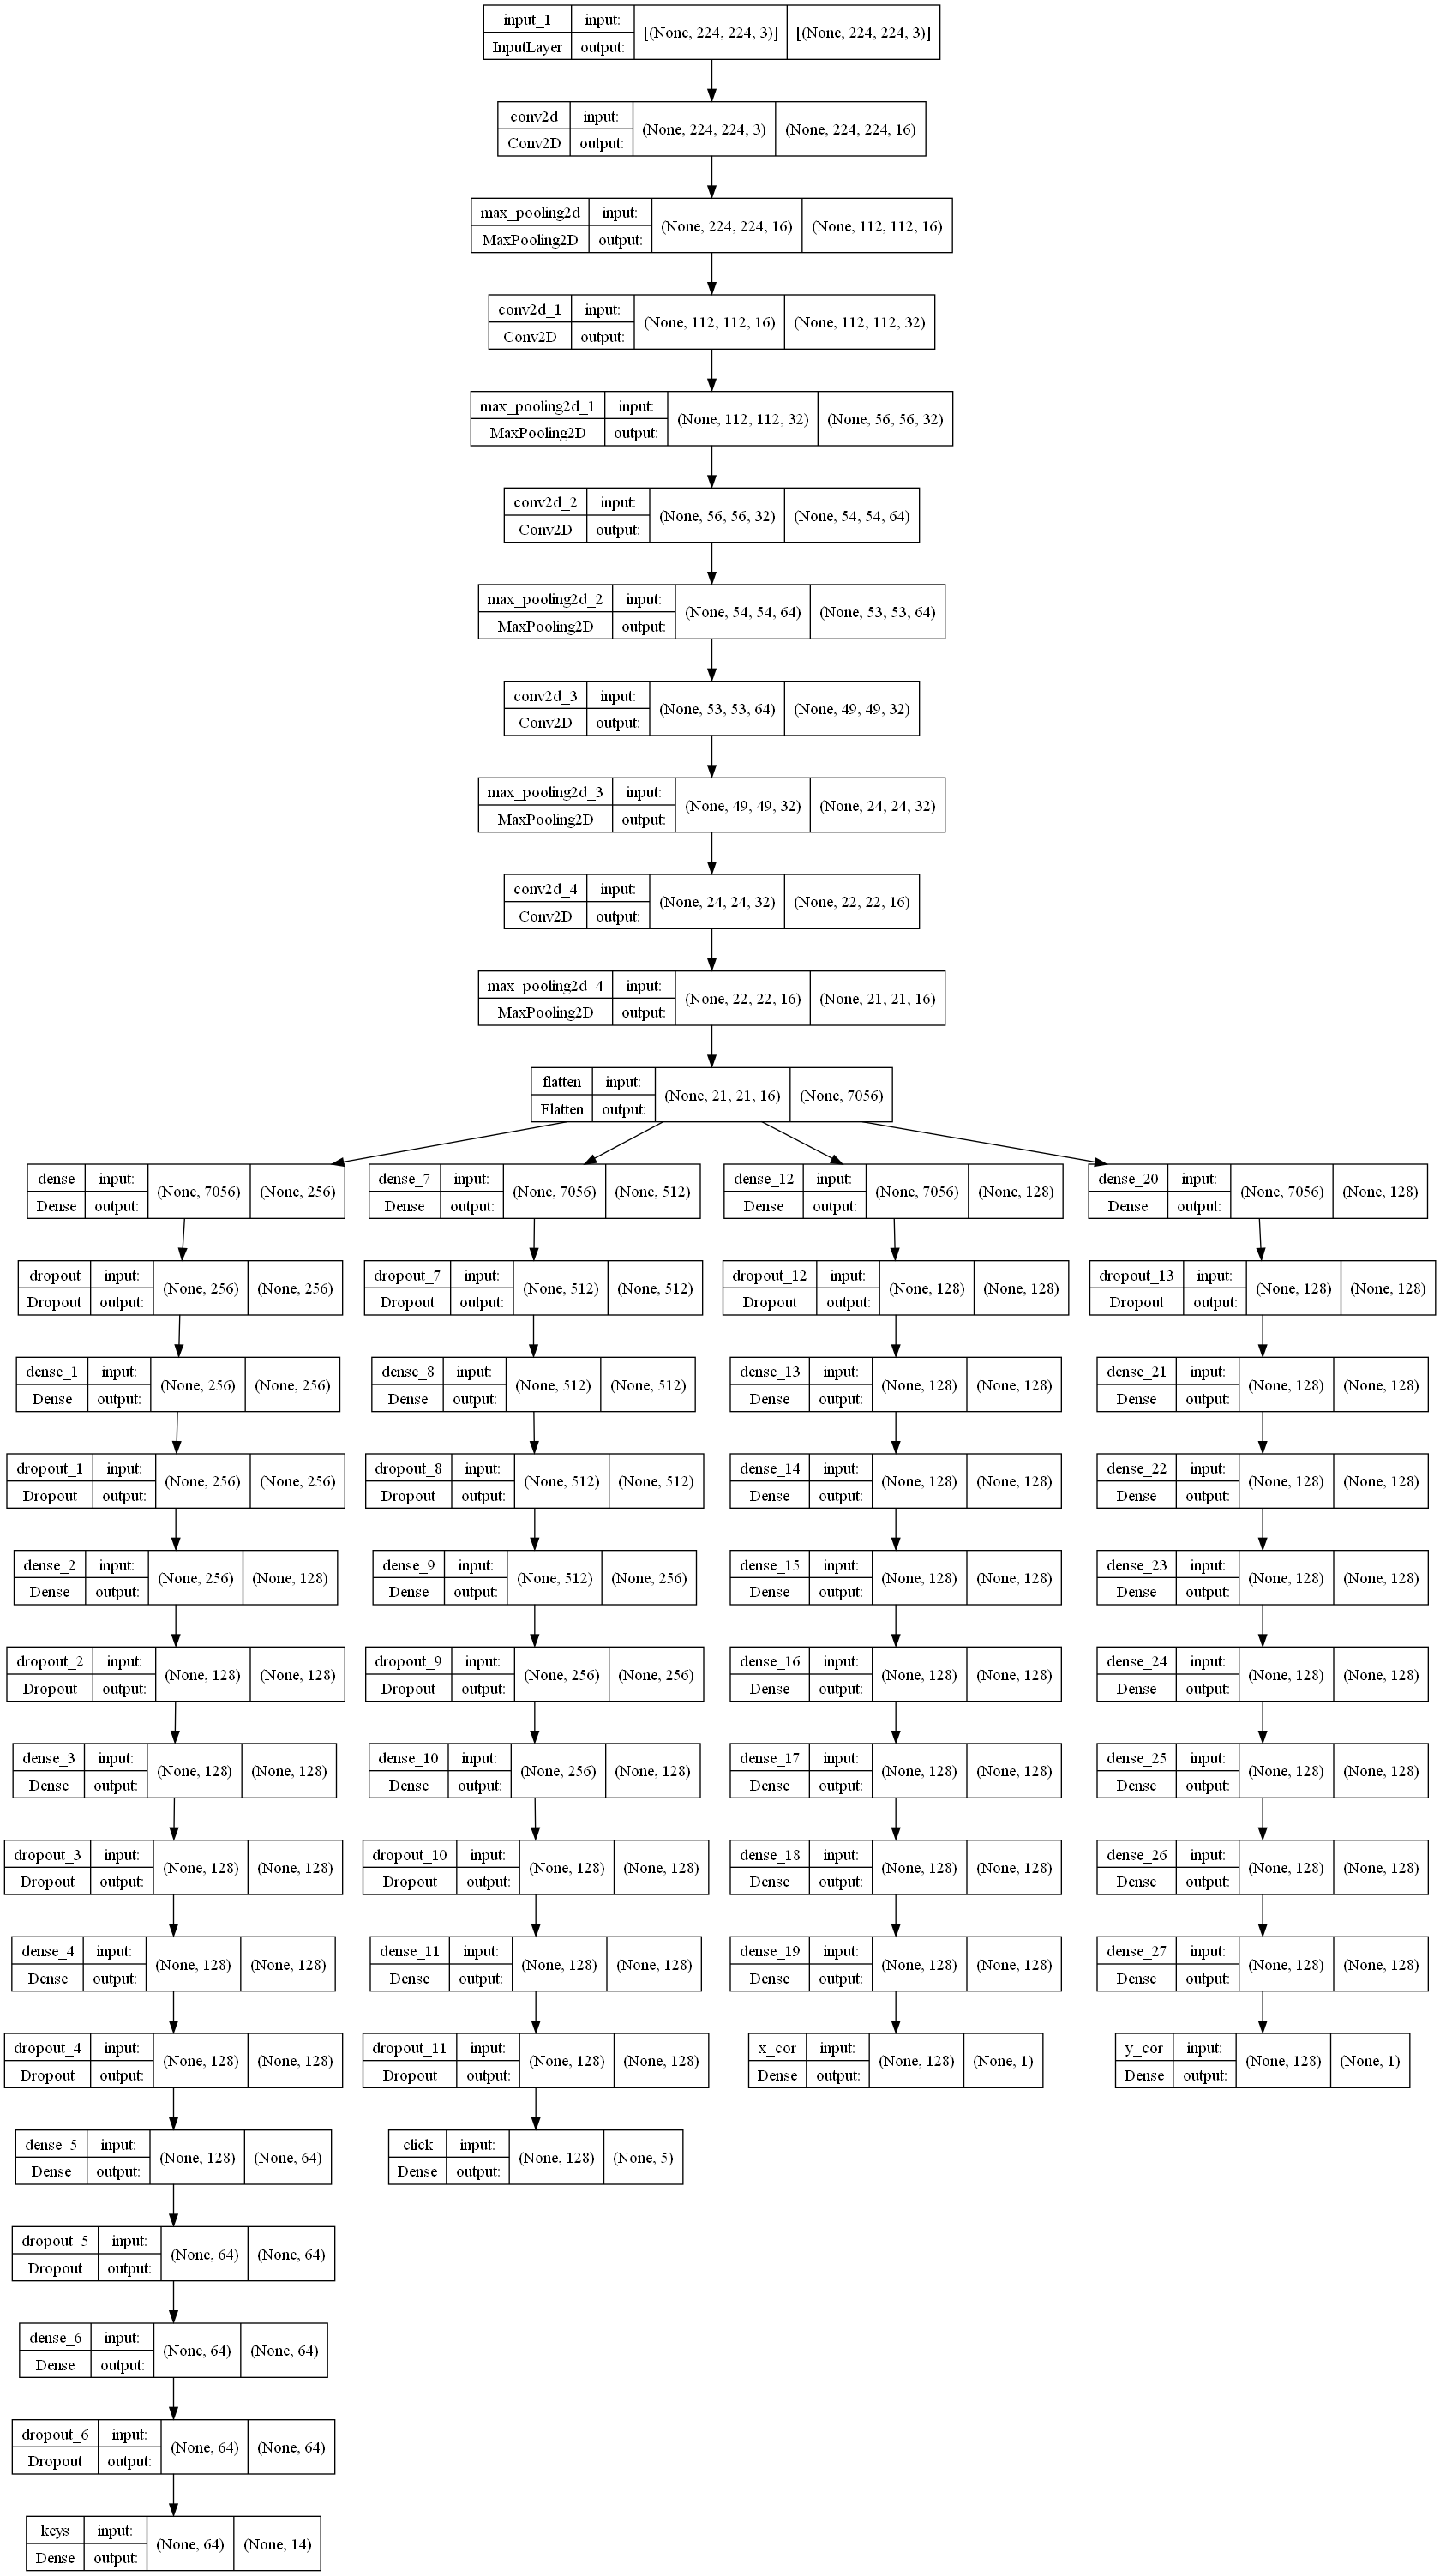 input_1 input: [(None, 224, 224, 3)] [(None, 224, 224, 3)]
InputLayer output:
conv2d input: (None, 224, 224, 3) (None, 224, 224, 16)
Conv2D output:
max_pooling2d input: (None, 224, 224, 16) (None, 112, 112, 16)
MaxPooling2D output:
conv2d_1 input: (None, 112, 112, 16) (None, 112, 112, 32)
Conv2D output:
max_pooling2d_1 input: (None, 112, 112, 32) (None, 56, 56, 32)
MaxPooling2D output:
conv2d_2 input: (None, 56, 56, 32) (None, 54, 54, 64)
Conv2D output:
max_pooling2d_2 input: (None, 54, 54, 64) (None, 53, 53, 64)
MaxPooling2D output:
conv2d_3 input: (None, 53, 53, 64) (None, 49, 49, 32)
Conv2D output:
max_pooling2d_3 input: (None, 49, 49, 32) (None, 24, 24, 32)
MaxPooling2D output:
conv2d_4 input: (None, 24, 24, 32) (None, 22, 22, 16)
Conv2D output:
max_pooling2d_4 input: (None, 22, 22, 16) (None, 21, 21, 16)
MaxPooling2D output:
flatten input: (None, 21, 21, 16) (None, 7056)
Flatten output:
dense input: (None, 7056) (None, 256)
Dense output:
dropout input: (None, 256) (None, 256)
Dropout output:
dense_1 input: (None, 256) (None, 256)
Dense output:
dropout_1 input: (None, 256) (None, 256)
Dropout output:
dense_2 input: (None, 256) (None, 128)
Dense output:
dropout_2 input: (None, 128) (None, 128)
Dropout output:
dense_3 input: (None, 128) (None, 128)
Dense output:
dropout_3 input: (None, 128) (None, 128)
Dropout output:
dense_4 input: (None, 128) (None, 128)
Dense output:
dropout_4 input: (None, 128) (None, 128)
Dropout output:
dense_5 input: (None, 128) (None, 64)
Dense output:
dropout_5 input: (None, 64) (None, 64)
Dropout output:
dense_6 input: (None, 64) (None, 64)
Dense output:
dropout_6 input: (None, 64) (None, 64)
Dropout output:
keys input: (None, 64) (None, 14)
Dense output:
dense_7 input: (None, 7056) (None, 512)
Dense output:
dropout_7 input: (None, 512) (None, 512)
Dropout output:
dense_8 input: (None, 512) (None, 512)
Dense output:
dropout_8 input: (None, 512) (None, 512)
Dropout output:
dense_9 input: (None, 512) (None, 256)
Dense output:
dropout_9 input: (None, 256) (None, 256)
Dropout output:
dense_10 input: (None, 256) (None, 128)
Dense output:
dropout_10 input: (None, 128) (None, 128)
Dropout output:
dense_11 input: (None, 128) (None, 128)
Dense output:
dropout_11 input: (None, 128) (None, 128)
Dropout output:
click input: (None, 128) (None, 5)
Dense output:
dense_12 input: (None, 7056) (None, 128)
Dense output:
dropout_12 input: (None, 128) (None, 128)
Dropout output:
dense_13 input: (None, 128) (None, 128)
Dense output:
dense_14 input: (None, 128) (None, 128)
Dense output:
dense_15 input: (None, 128) (None, 128)
Dense output:
dense_16 input: (None, 128) (None, 128)
Dense output:
dense_17 input: (None, 128) (None, 128)
Dense output:
dense_18 input: (None, 128) (None, 128)
Dense output:
dense_19 input: (None, 128) (None, 128)
Dense output:
x_cor input: (None, 128) (None, 1)
Dense output:
dense_20 input: (None, 7056) (None, 128)
Dense output:
dropout_13 input: (None, 128) (None, 128)
Dropout output:
dense_21 input: (None, 128) (None, 128)
Dense output:
dense_22 input: (None, 128) (None, 128)
Dense output:
dense_23 input: (None, 128) (None, 128)
Dense output:
dense_24 input: (None, 128) (None, 128)
Dense output:
dense_25 input: (None, 128) (None, 128)
Dense output:
dense_26 input: (None, 128) (None, 128)
Dense output:
dense_27 input: (None, 128) (None, 128)
Dense output:
y_cor input: (None, 128) (None, 1)
Dense output: